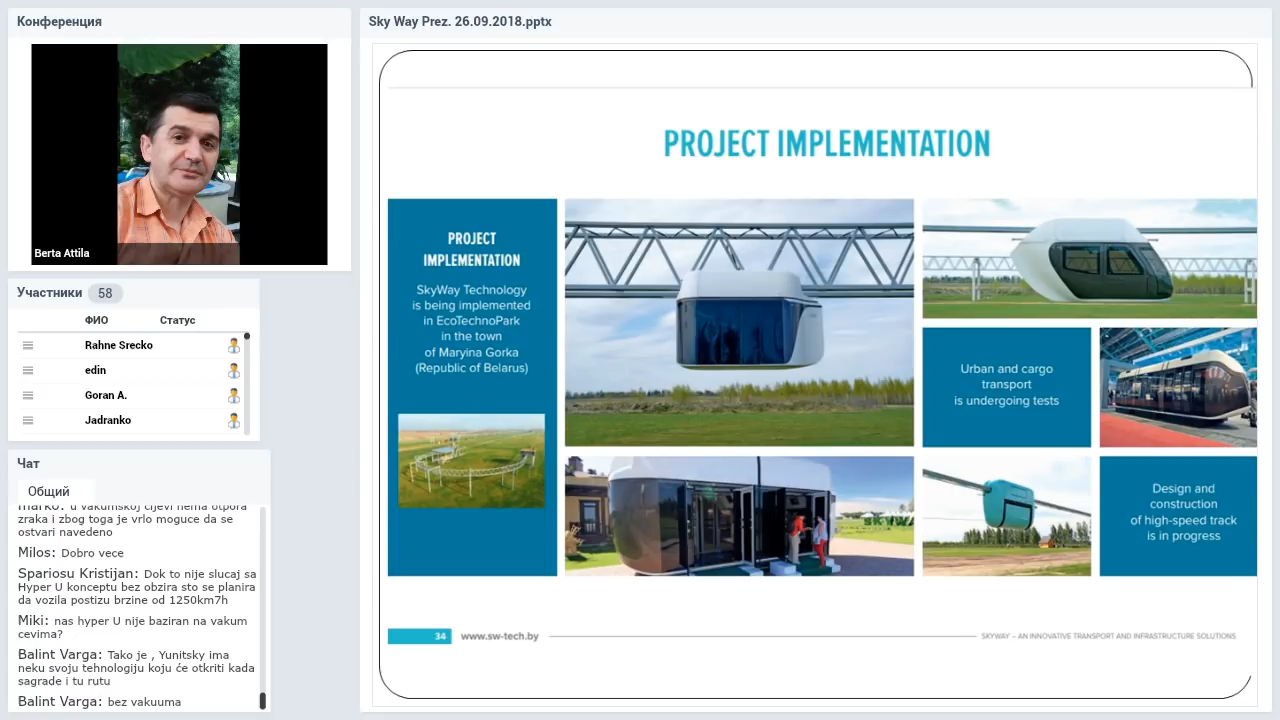 Конференция
Berta Attila
Участники 58
ФИО Статус
Rahne Srecko
edin
Goran A.
Jadranko
Чат
Общий
marko: u vakumskoj cijevi nema otpora
zraka i zbog toga je vrlo moguce da se
ostvari navedeno
Milos: Dobro vece
Spariosu Kristijan: Dok to nije slucaj sa
Hyper U konceptu bez obzira sto se planira
da vozila postizu brzine od 1250km7h
Miki: nas hyper U nije baziran na vakum
cevima?
Balint Varga: Tako je , Yunitsky ima
neku svoju tehnologiju koju će otkriti kada
sagrade i tu rutu
Balint Varga: bez vakuuma
Sky Way Prez. 26.09.2018.pptx
PROJECT IMPLEMENTATION
PROJECT
IMPLEMENTATION
SkyWay Technology
is being implemented
in EcoTechnoPark
in the town
of Maryina Gorka
(Republic of Belarus)
Urban and cargo
transport
is undergoing tests
Design and
construction
of high-speed track
is in progress
34 www.sw-tech.by
SKYWAY – AN INNOVATIVE TRANSPORT AND INFRASTRUCTURE SOLUTIONS